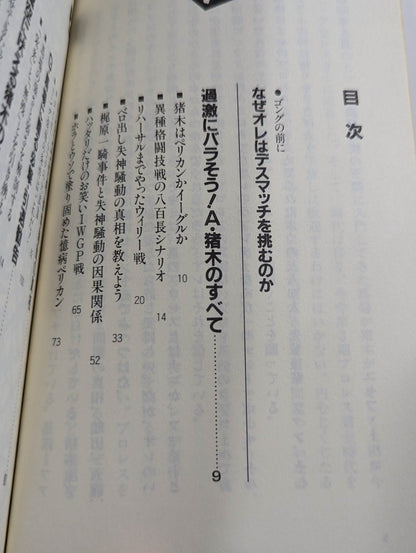 目次
●ゴングの前に
なぜオレはデスマッチを挑むのか
過激にバラそう！A・猪木のすべて……………9
■猪木はペリカンかイーグルか 10
■異種格闘技戦の八百長シナリオ 14
■リハーサルまでやったウィリー戦 20
■ベロ出し失神騒動の真相を教えよう 33
■梶原一騎事件と失神騒動の因果関係 52
■ハッタリだけのお笑いIWGP戦 65
■ホラとウソで塗り固めた憶病ペリカン 73